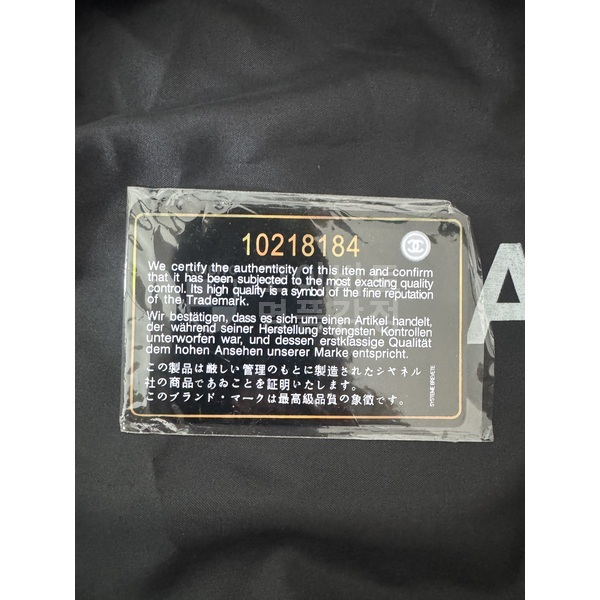 10218184
We certify the authenticity of this item and confirm
that it has been subjected to the most exacting quality
control. Its high quality is a symbol of the fine reputation
of the Trademark.
Wir bestätigen, dass es sich um einen Artikel handelt,
der während seiner Herstellung strengsten Kontrollen
unterworfen war, und dessen erstklassige Qualität
dem hohen Ansehen unserer Marke entspricht.
この製品は厳しい管理のもとに製造されたシヤネル
社の商品であゐことを証明いたします。
このブランド・マークは最高級品質の象徴です。
SYSTEME BREVETE
A